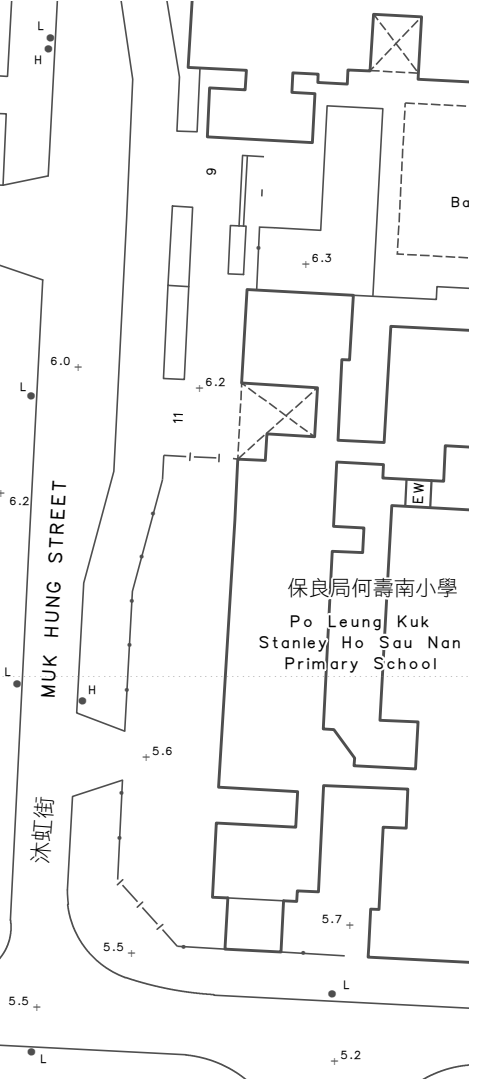 L
H
9
Ba
6.3
6.0
6.2
L
11
6.2
EW
MUK HUNG STREET
保良局何壽南小學
Po Leung Kuk
Stanley Ho Sau Nan
Primary School
L
H
5.6
沐虹街
5.7
5.5
L
5.5
L
5.2